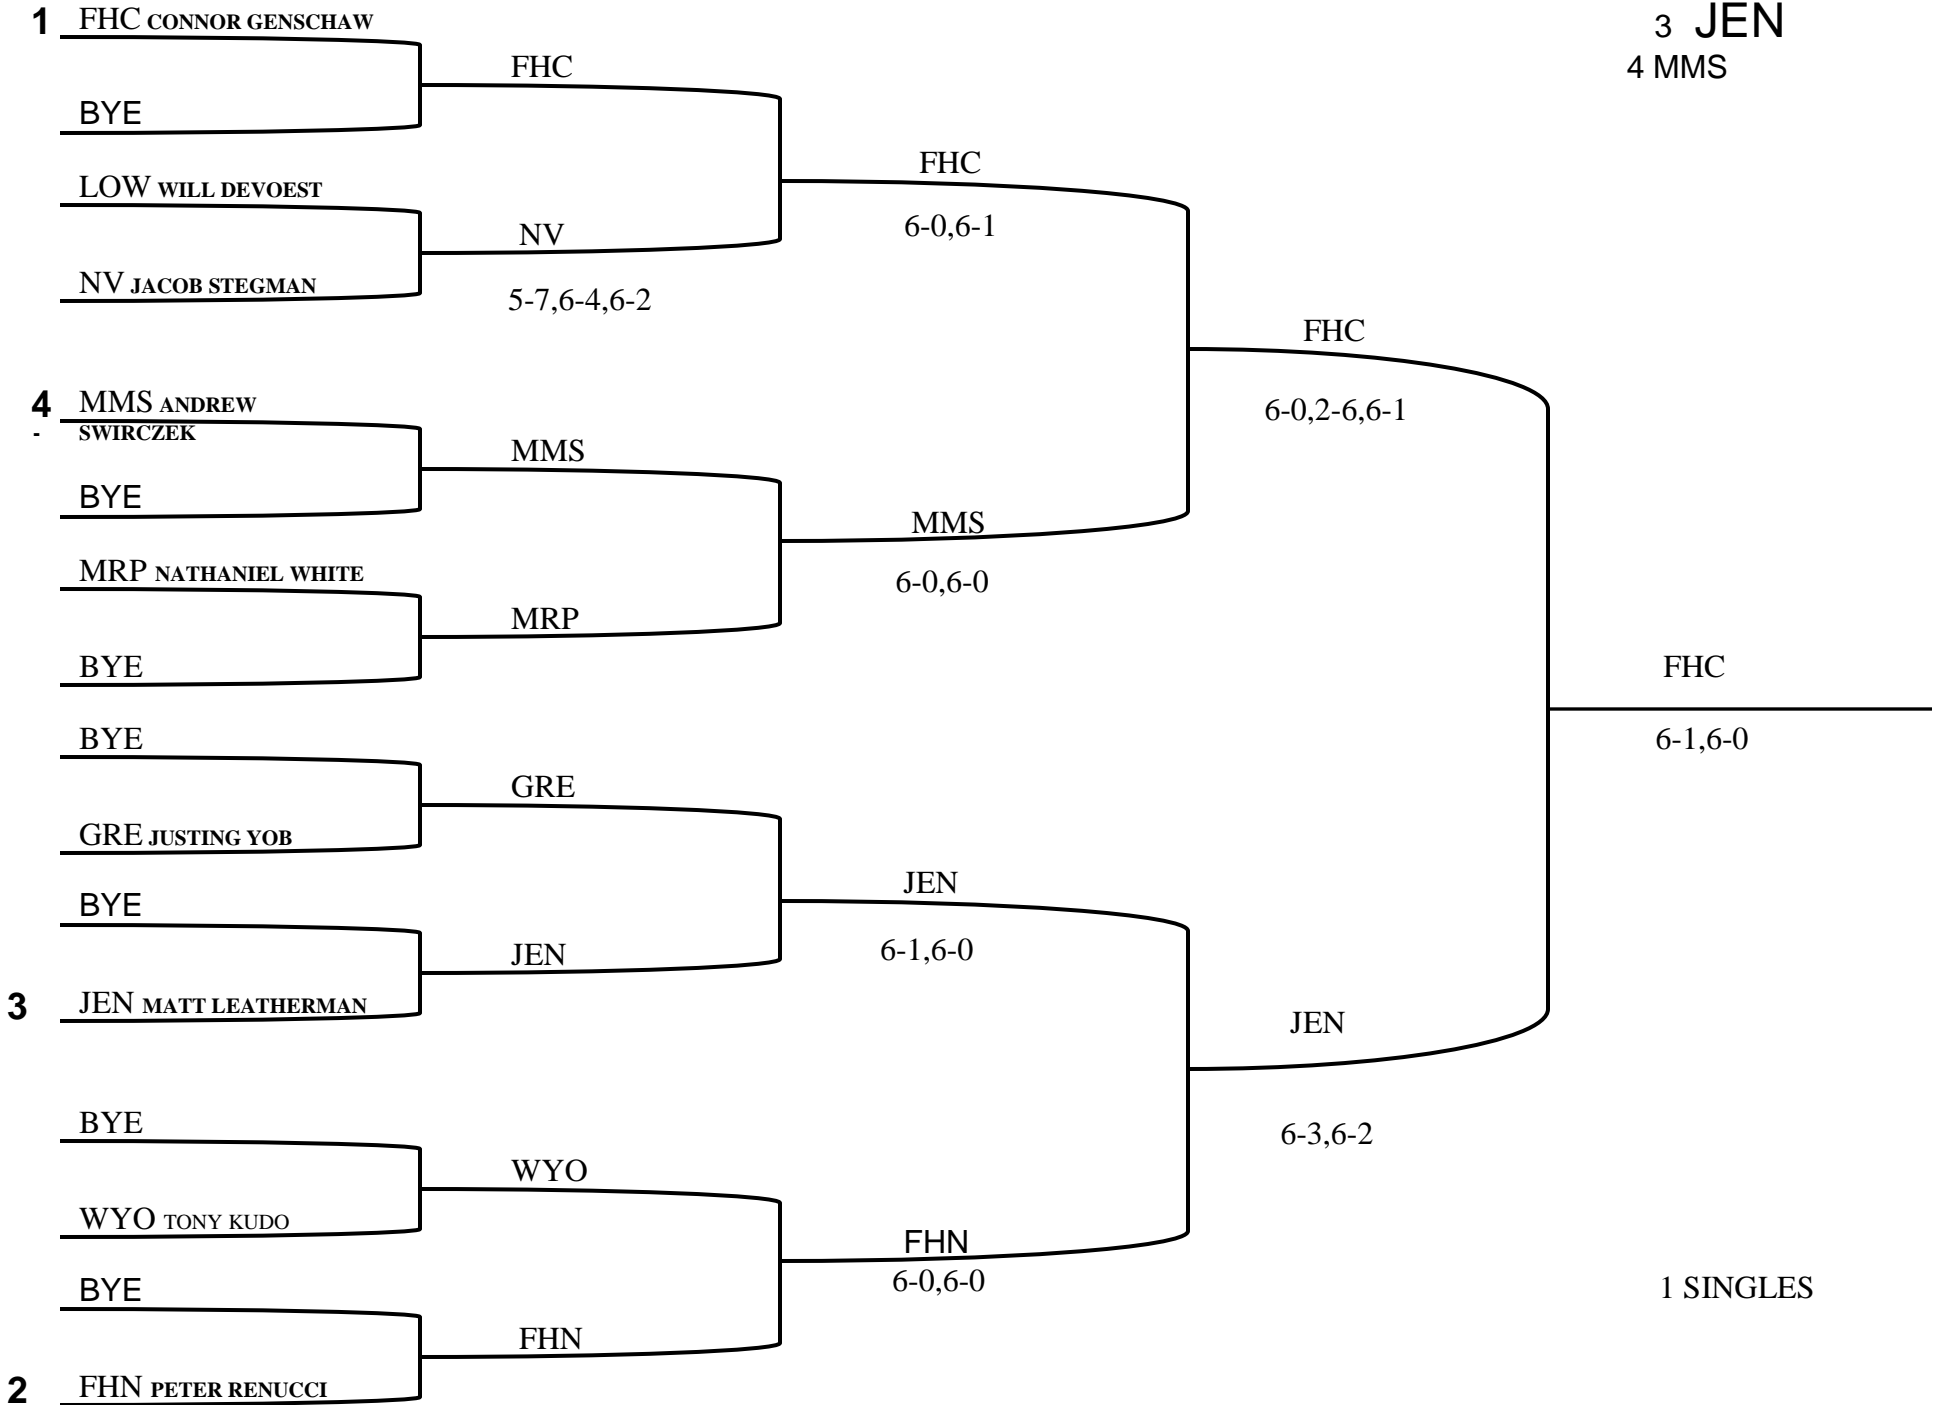 1 FHC CONNOR GENSCHAW
3 JEN
FHC
4 MMS
BYE
FHC
LOW WILL DEVOEST
6-0,6-1
NV
NV JACOB STEGMAN
5-7,6-4,6-2
FHC
4 MMS ANDREW
- SWIRCZEK
6-0,2-6,6-1
MMS
BYE
MMS
MRP NATHANIEL WHITE
6-0,6-0
MRP
BYE
FHC
BYE
6-1,6-0
GRE
GRE JUSTING YOB
JEN
BYE
JEN
6-1,6-0
3 JEN MATT LEATHERMAN
JEN
BYE
6-3,6-2
WYO
WYO TONY KUDO
FHN
6-0,6-0
BYE
1 SINGLES
FHN
2 FHN PETER RENUCCI